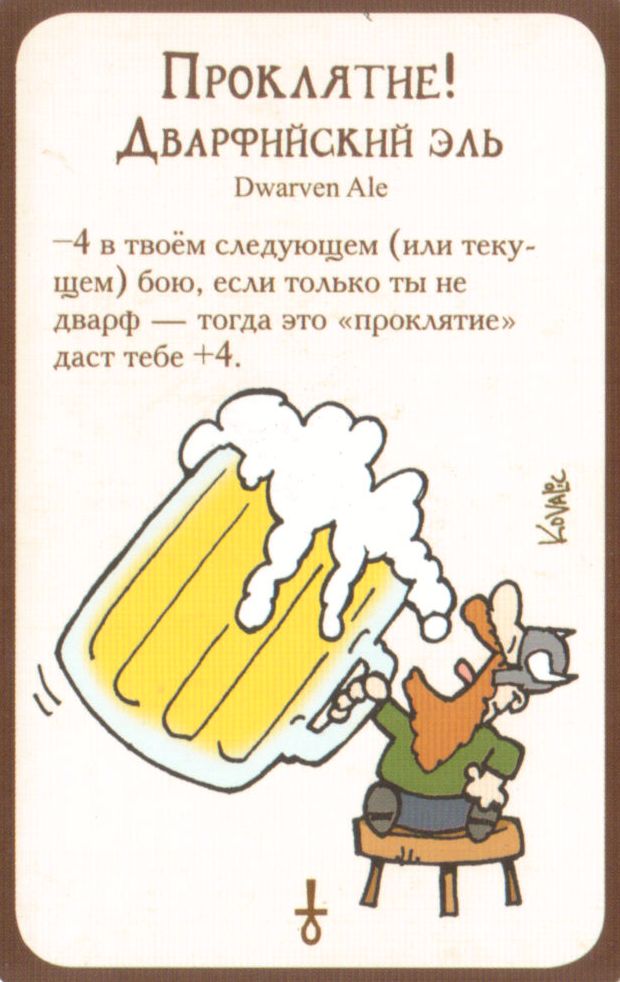 Проклятие!
Дварфийский эль
Dwarven Ale
−4 в твоём следующем (или теку-
щем) бою, если только ты не
дварф — тогда это «проклятие»
даст тебе +4.
Kovalic